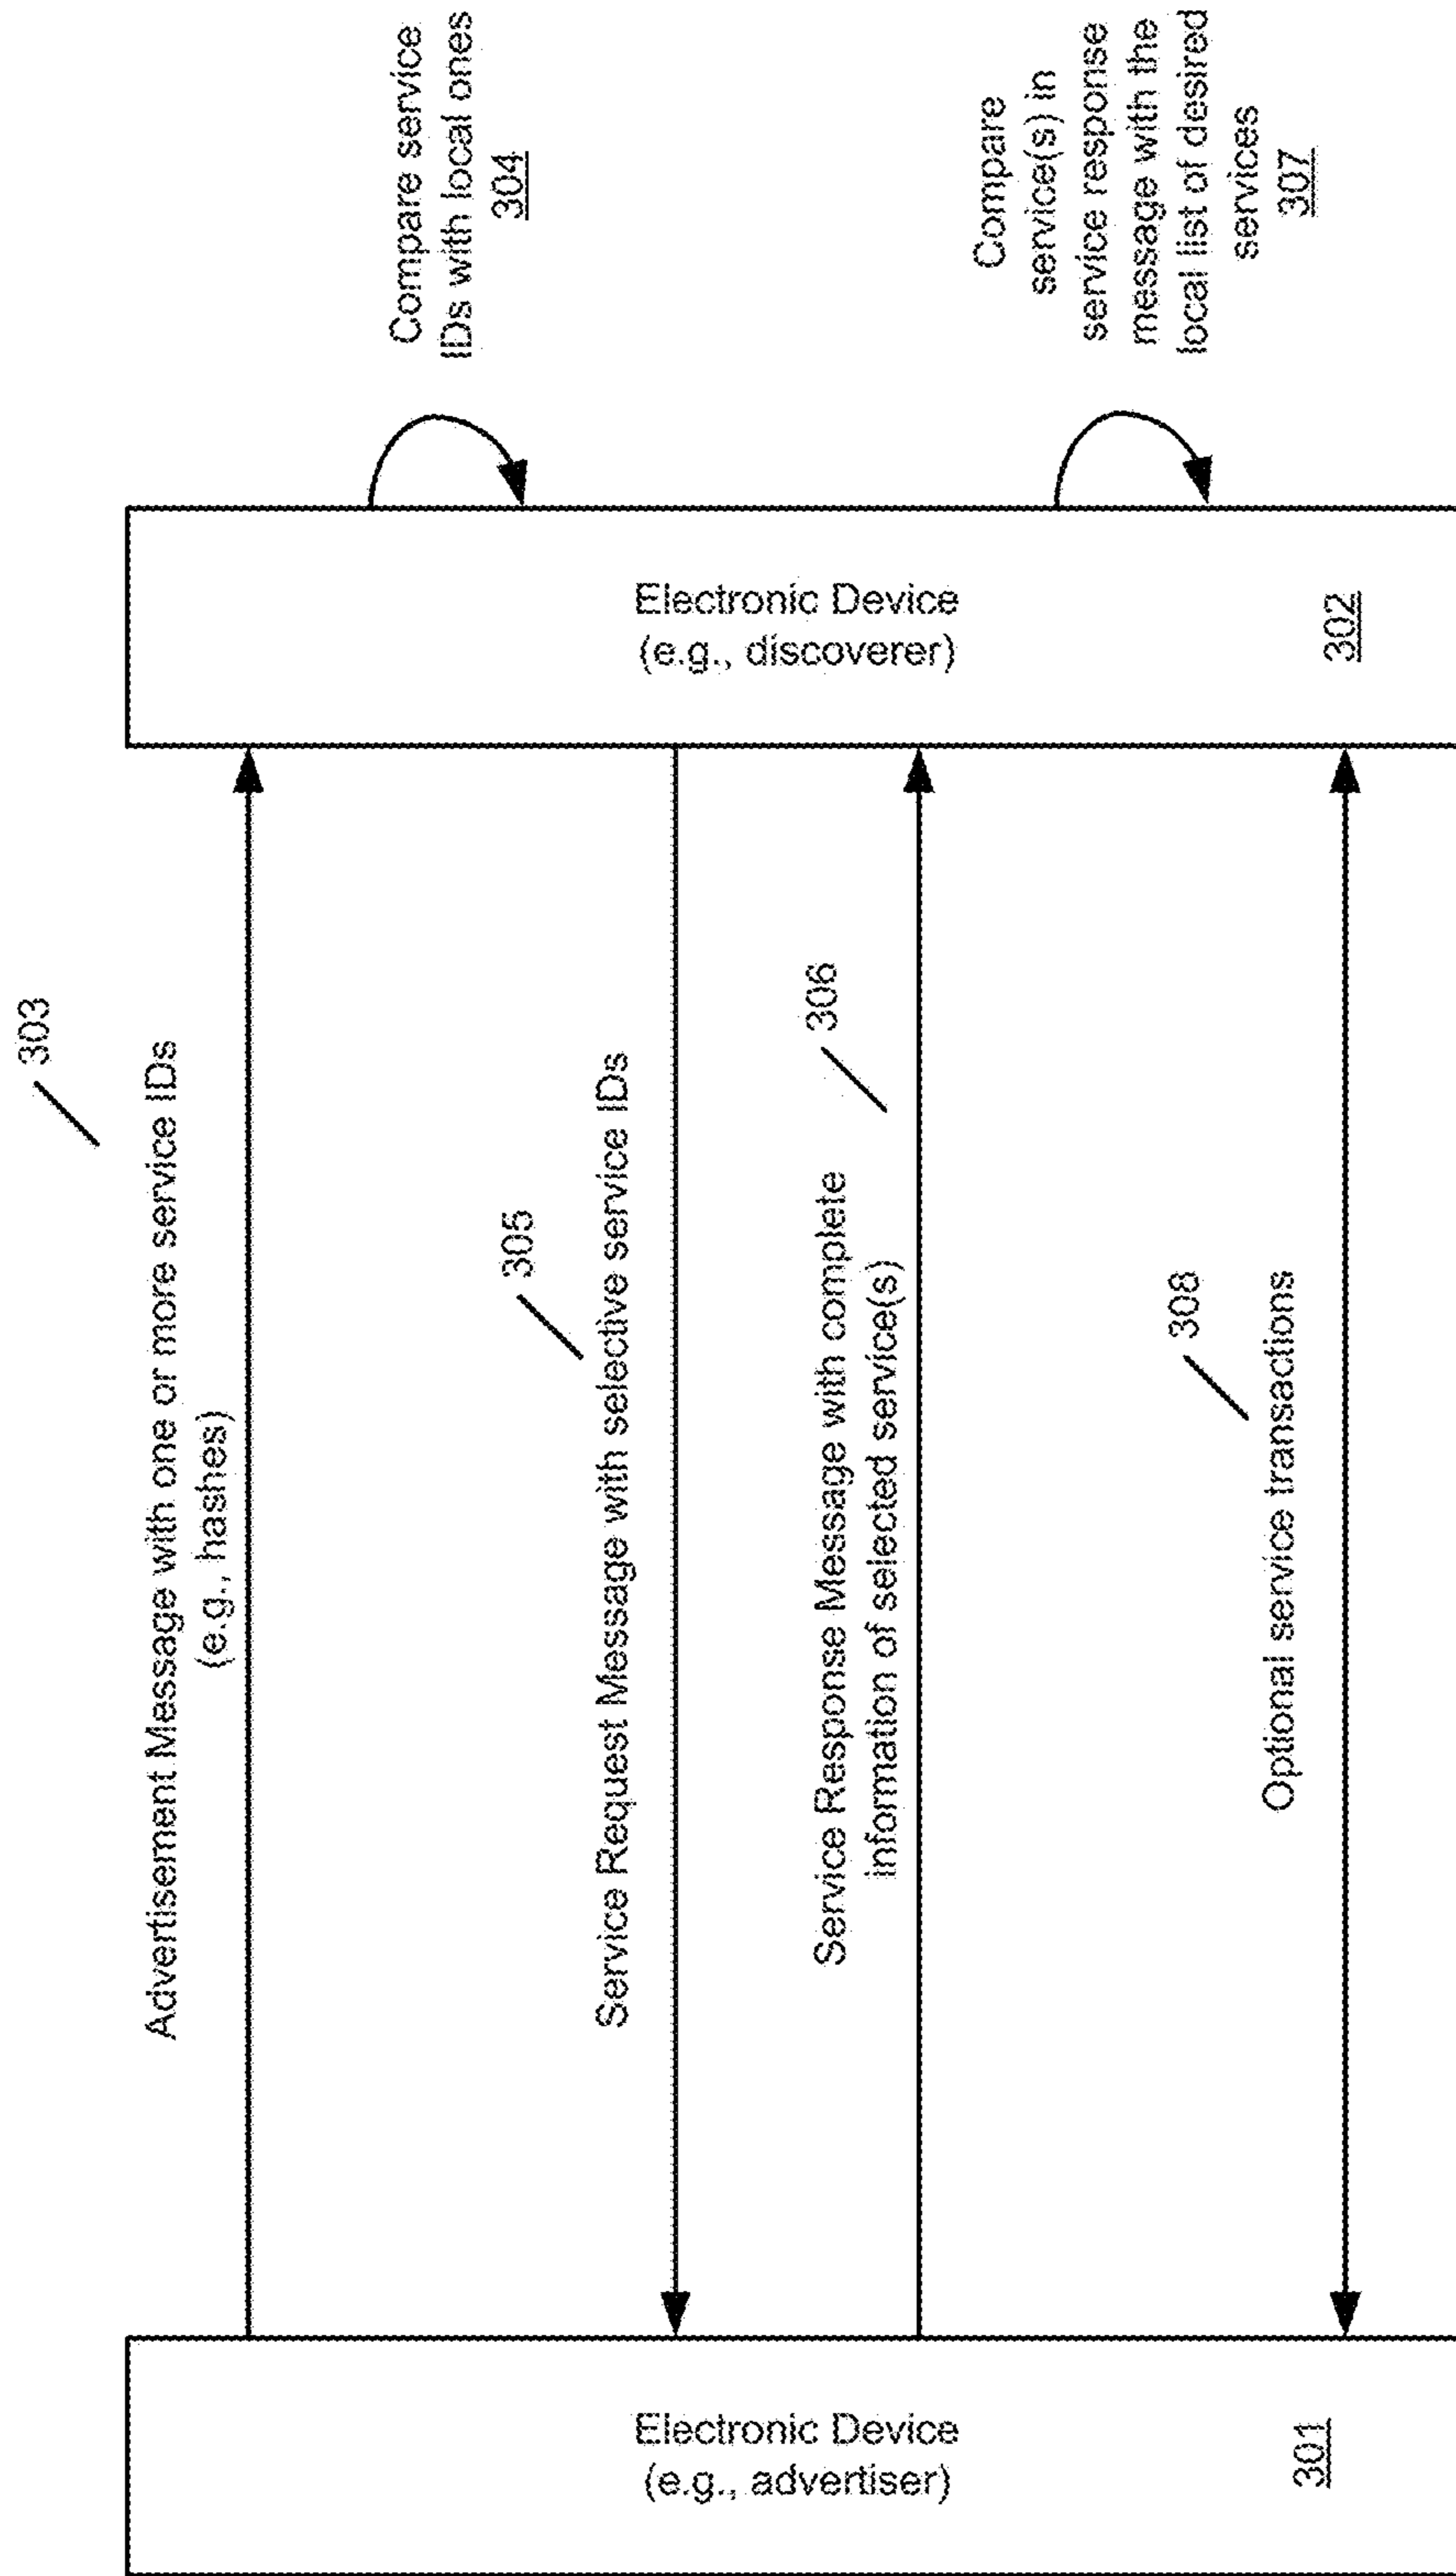 303
Advertisement Message with one or more service IDs
(e.g., hashes)
Compare service
IDs with local ones
304
305
Service Request Message with selective service IDs
306
Service Response Message with complete
information of selected service(s)
Compare
service(s) in
service response
message with the
local list of desired
services
307
308
Optional service transactions
Electronic Device
(e.g., advertiser)
301
Electronic Device
(e.g., discoverer)
302